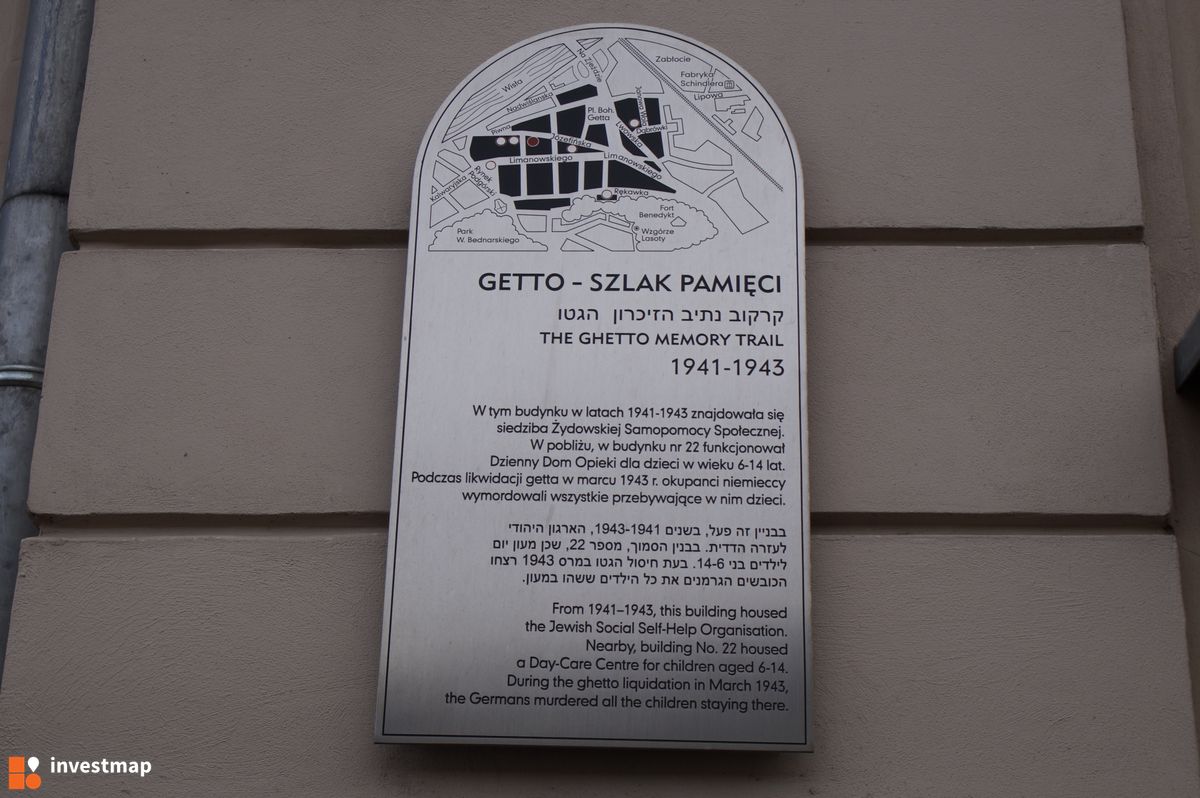 Zabłocie
Fabryka
Schindlera
Lipowa
Na Zjeździe
Wisła
Nadwiślańska
Pl. Boh.
Getta
Janowa Wola
Piwna
Józefińska
Lwowska
Dąbrówki
Limanowskiego
Limanowskiego
Rynek
Podgórski
Kalwaryjska
Rękawka
Fort
Benedykt
Wzgórze
Lasoty
Park
W. Bednarskiego
GETTO - SZLAK PAMIĘCI
קרקוב נתיב הזיכרון הגטו
THE GHETTO MEMORY TRAIL
1941-1943
W tym budynku w latach 1941-1943 znajdowała się
siedziba Żydowskiej Samopomocy Społecznej.
W pobliżu, w budynku nr 22 funkcjonował
Dzienny Dom Opieki dla dzieci w wieku 6-14 lat.
Podczas likwidacji getta w marcu 1943 r. okupanci niemieccy
wymordowali wszystkie przebywające w nim dzieci.
בבניין זה פעל, בשנים 1943-1941, הארגון היהודי
לעזרה הדדית. בבנין הסמוך, מספר 22, שכן מעון יום
לילדים בני 14-6. בעת חיסול הגטו במרס 1943 רצחו
הכובשים הגרמנים את כל הילדים ששהו במעון.
From 1941–1943, this building housed
the Jewish Social Self-Help Organisation.
Nearby, building No. 22 housed
a Day-Care Centre for children aged 6-14.
During the ghetto liquidation in March 1943,
the Germans murdered all the children staying there.
investmap